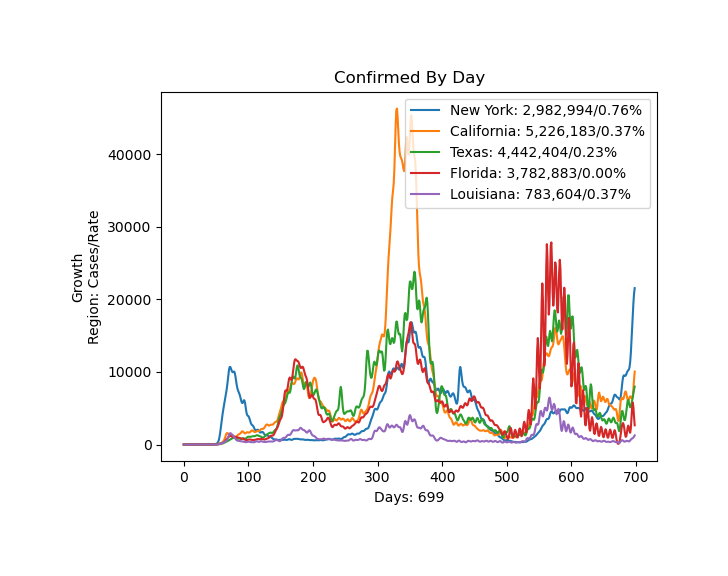 Confirmed By Day
New York: 2,982,994/0.76%
California: 5,226,183/0.37%
Texas: 4,442,404/0.23%
Florida: 3,782,883/0.00%
Louisiana: 783,604/0.37%
Growth
Region: Cases/Rate
40000
30000
20000
10000
0
0 100 200 300 400 500 600 700
Days: 699